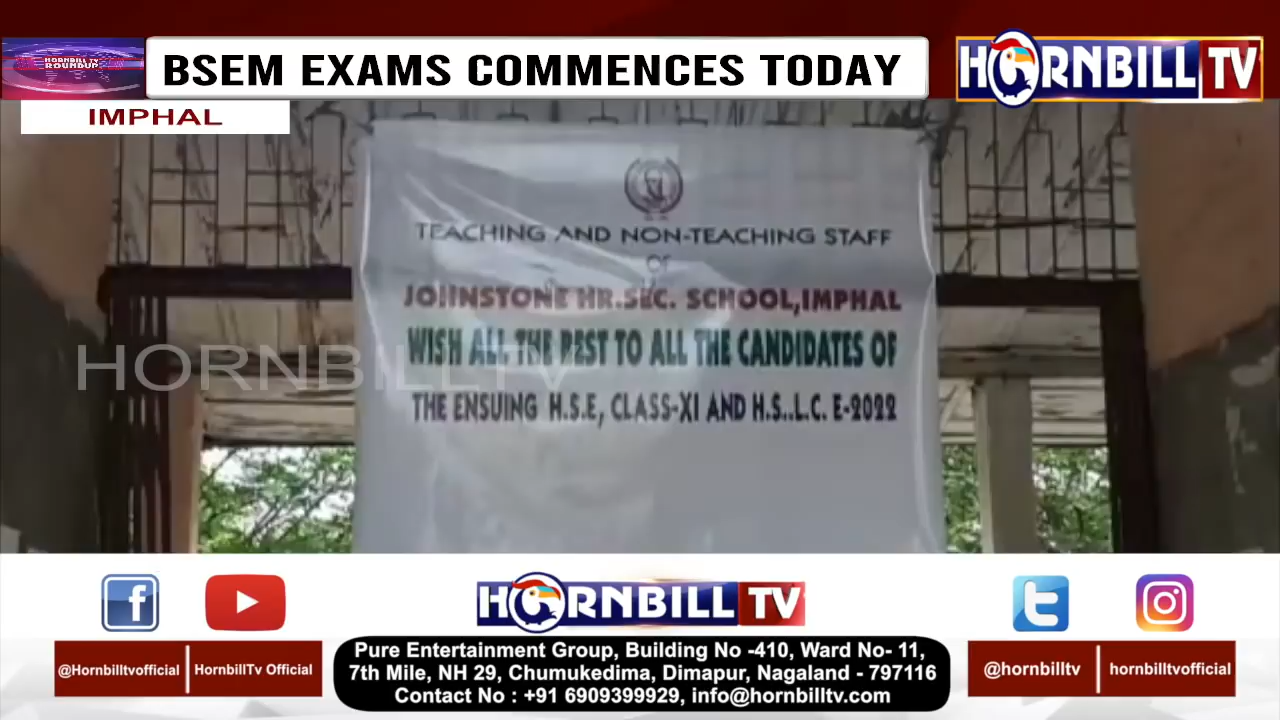 HORNBILL TV
ROUNDUP
BSEM EXAMS COMMENCES TODAY
HORNBILL TV
IMPHAL
TEACHING AND NON-TEACHING STAFF
OF
JOHNSTONE HR.SEC. SCHOOL,IMPHAL
WISH ALL THE BEST TO ALL THE CANDIDATES OF
THE ENSUING H.S.E, CLASS-XI AND H.S..L.C. E-2022
HORNBILL TV
HORNBILL TV
@Hornbilltvofficial
HornbillTv Official
Pure Entertainment Group, Building No -410, Ward No- 11,
7th Mile, NH 29, Chumukedima, Dimapur, Nagaland - 797116
Contact No : +91 6909399929, info@hornbilltv.com
@hornbilltv
hornbilltvofficial